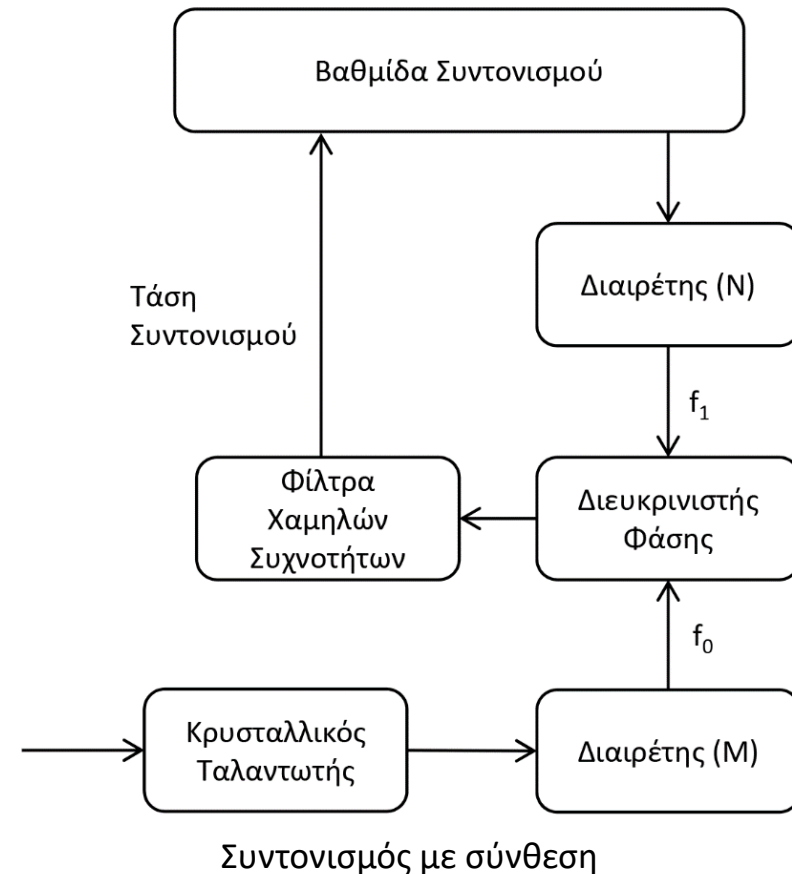 Βαθμίδα Συντονισμού
Διαιρέτης (Ν)
Τάση
Συντονισμού
f₁
Φίλτρα
Χαμηλών
Συχνοτήτων
Διευκρινιστής
Φάσης
f₀
Κρυσταλλικός
Ταλαντωτής
Διαιρέτης (Μ)
Συντονισμός με σύνθεση